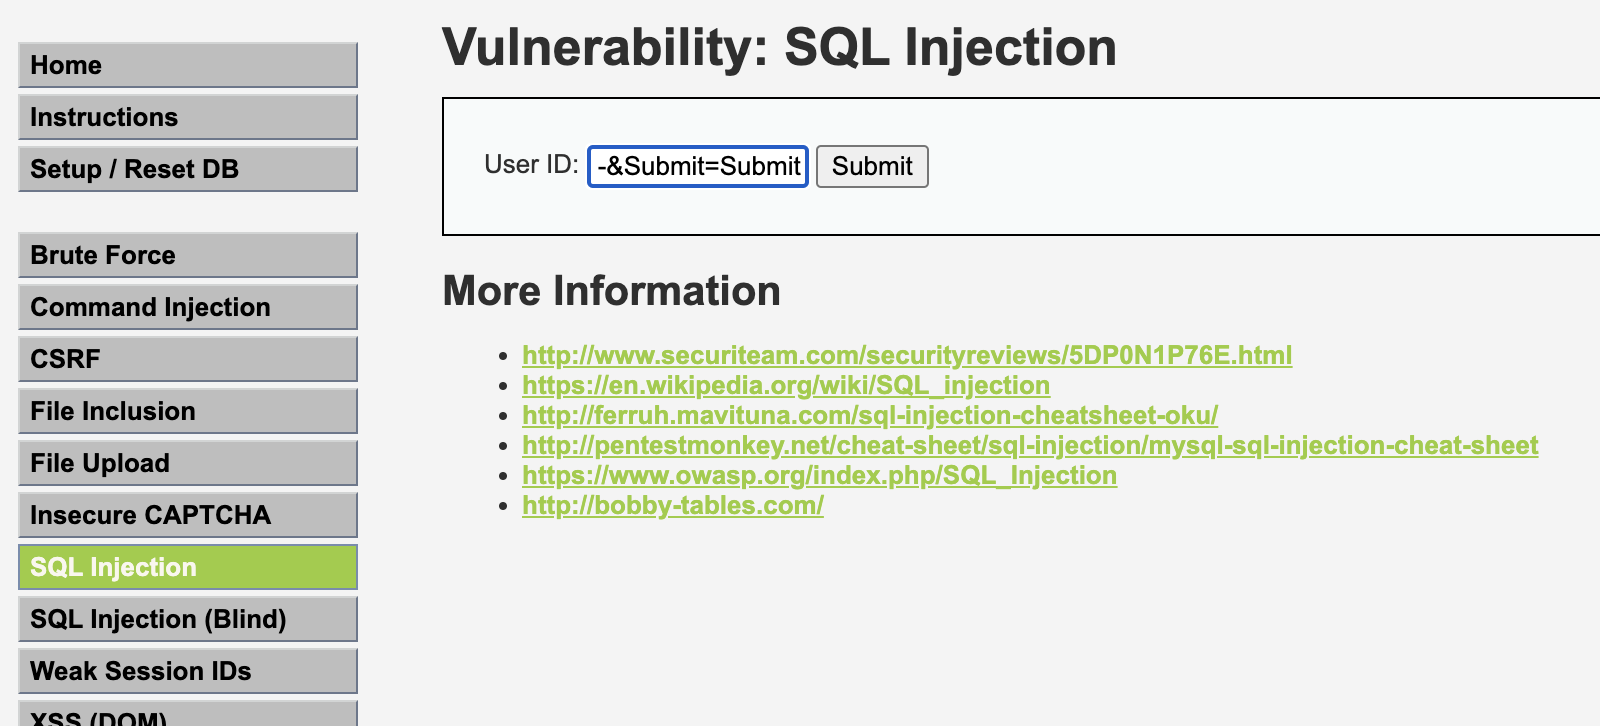 Home
Instructions
Setup / Reset DB
Brute Force
Command Injection
CSRF
File Inclusion
File Upload
Insecure CAPTCHA
SQL Injection
SQL Injection (Blind)
Weak Session IDs
XSS (DOM)
Vulnerability: SQL Injection
User ID: -&Submit=Submit Submit
More Information
http://www.securiteam.com/securityreviews/5DP0N1P76E.html
https://en.wikipedia.org/wiki/SQL_injection
http://ferruh.mavituna.com/sql-injection-cheatsheet-oku/
http://pentestmonkey.net/cheat-sheet/sql-injection/mysql-sql-injection-cheat-sheet
https://www.owasp.org/index.php/SQL_Injection
http://bobby-tables.com/